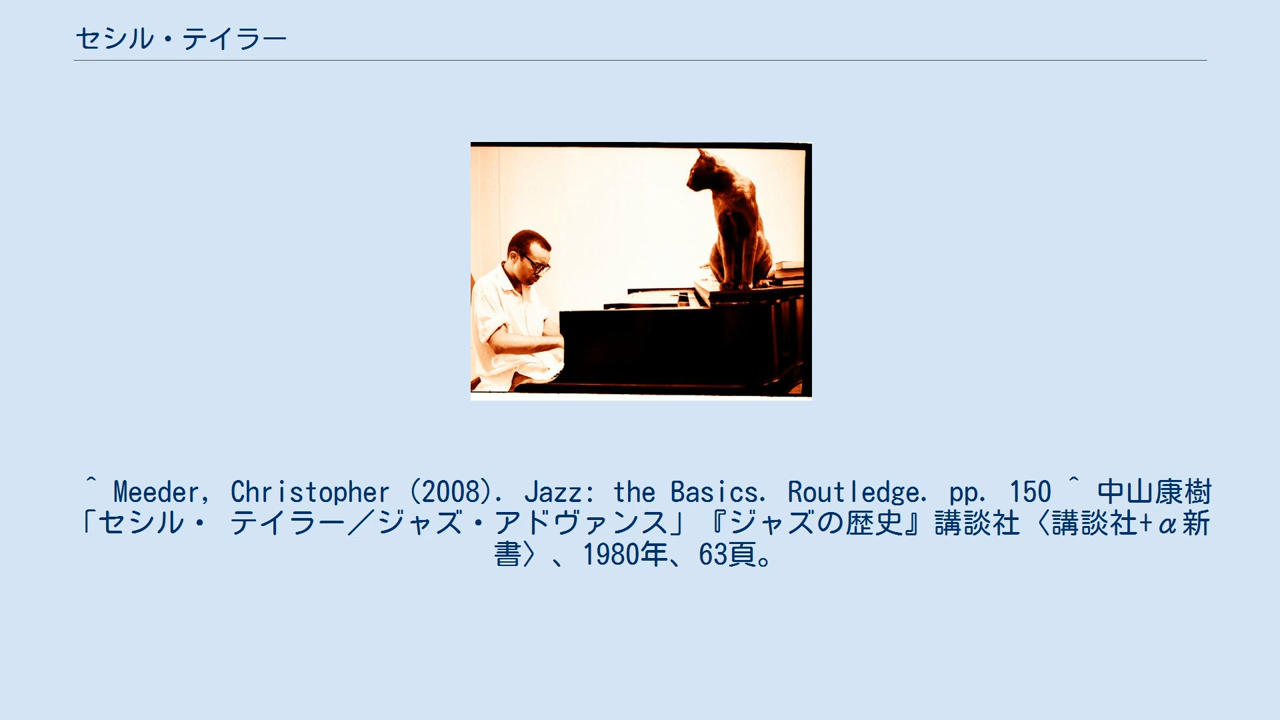 セシル・テイラー
^ Meeder, Christopher (2008). Jazz: the Basics. Routledge. pp. 150 ^ 中山康樹
「セシル・ テイラー／ジャズ・アドヴァンス」『ジャズの歴史』講談社〈講談社+α新
書〉、1980年、63頁。